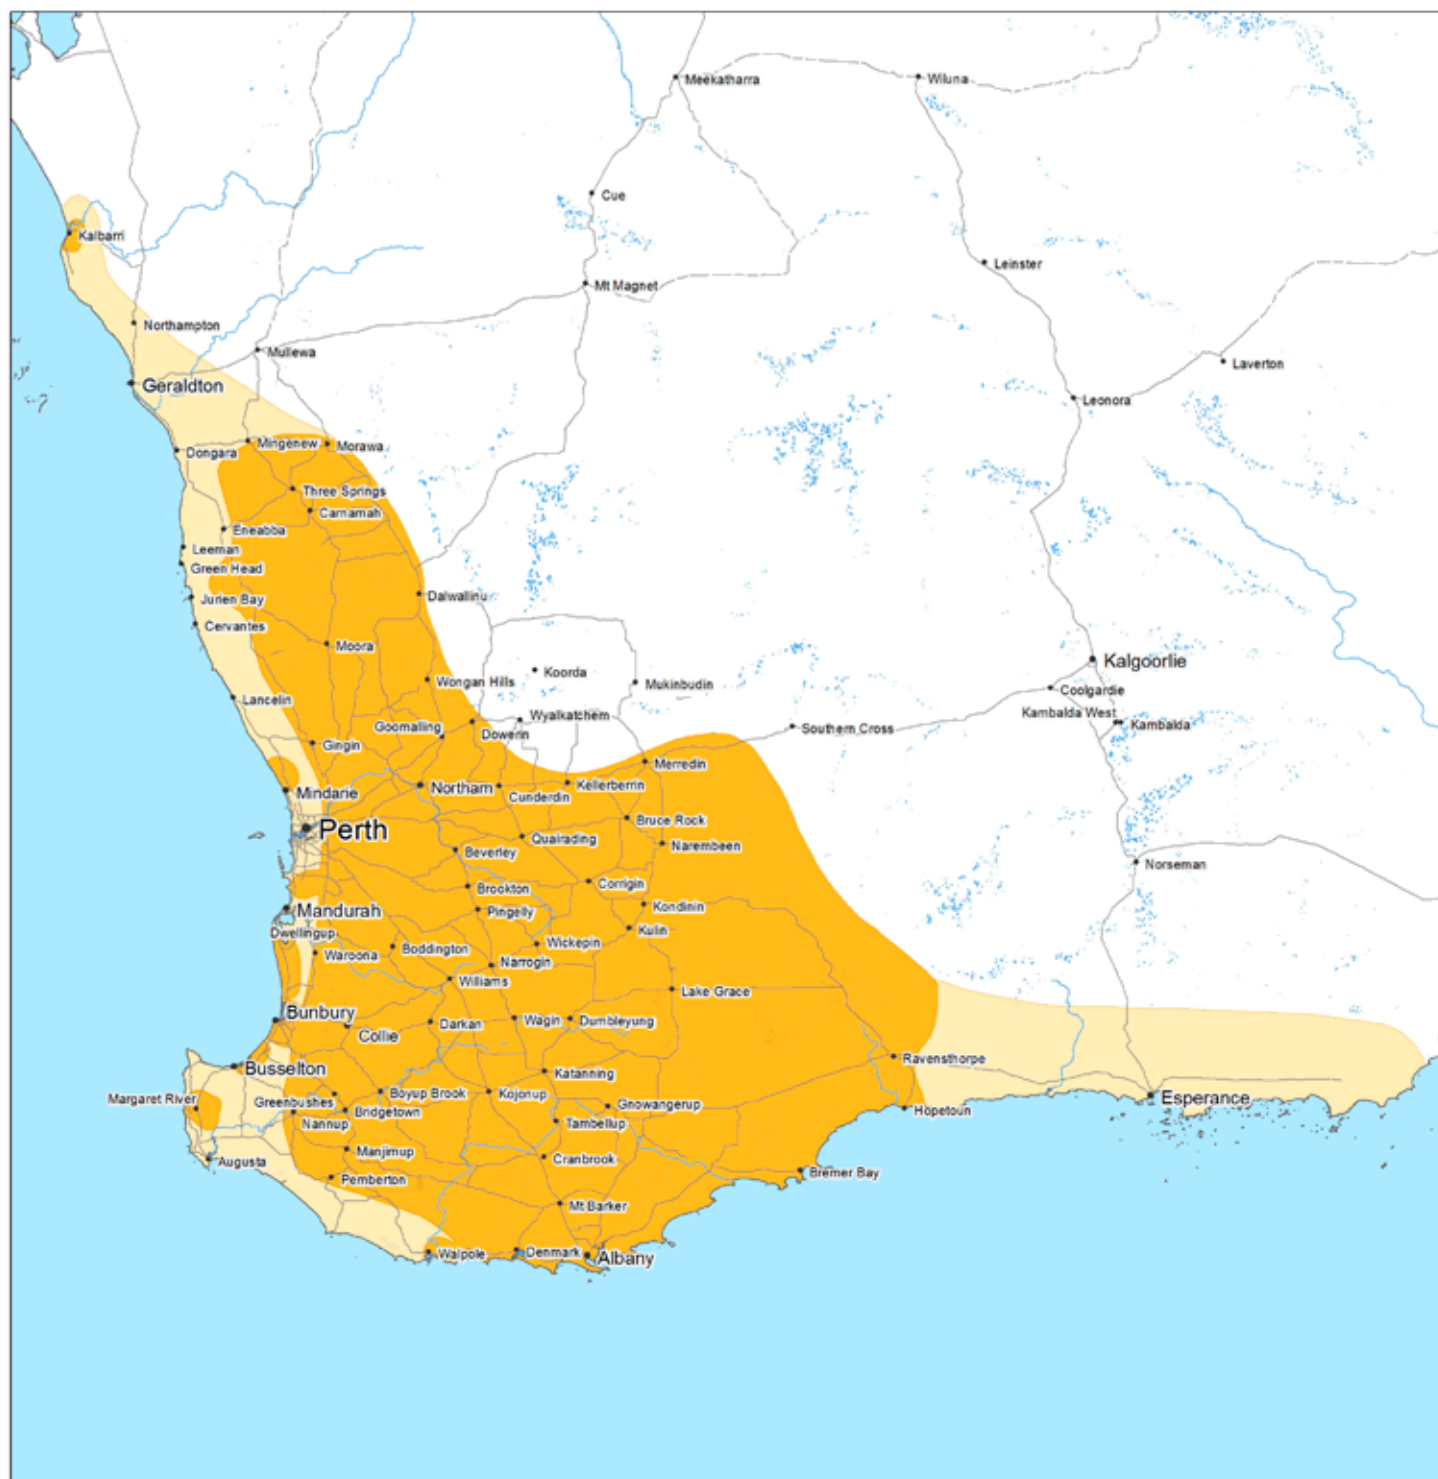 Meekatharra
Wiluna
Cue
Kalbarri
Leinster
Mt Magnet
Northampton
Mullewa
Laverton
Geraldton
Leonora
Mingenew
Morawa
Dongara
Three Springs
Carnamah
Eneabba
Leeman
Green Head
Dalwallinu
Jurien Bay
Cervantes
Moora
Kalgoorlie
Koorda
Wongan Hills
Mukinbudin
Coolgardie
Lancelin
Kambalda West
Wyalkatchem
Kambalda
Goomalling
Southern Cross
Dowerin
Gingin
Merredin
Northam
Kellerberrin
Mindarie
Cunderdin
Bruce Rock
Perth
Quairading
Narembeen
Beverley
Norseman
Corrigin
Brookton
Kondinin
Mandurah
Pingelly
Kulin
Dwellingup
Wickepin
Boddington
Waroona
Narrogin
Williams
Lake Grace
Bunbury
Darkan
Wagin
Dumbleyung
Collie
Ravensthorpe
Busselton
Katanning
Boyup Brook
Kojonup
Esperance
Margaret River
Greenbushes
Gnowangerup
Bridgetown
Hopetoun
Nannup
Tambellup
Manjimup
Cranbrook
Augusta
Bremer Bay
Pemberton
Mt Barker
Walpole
Denmark
Albany